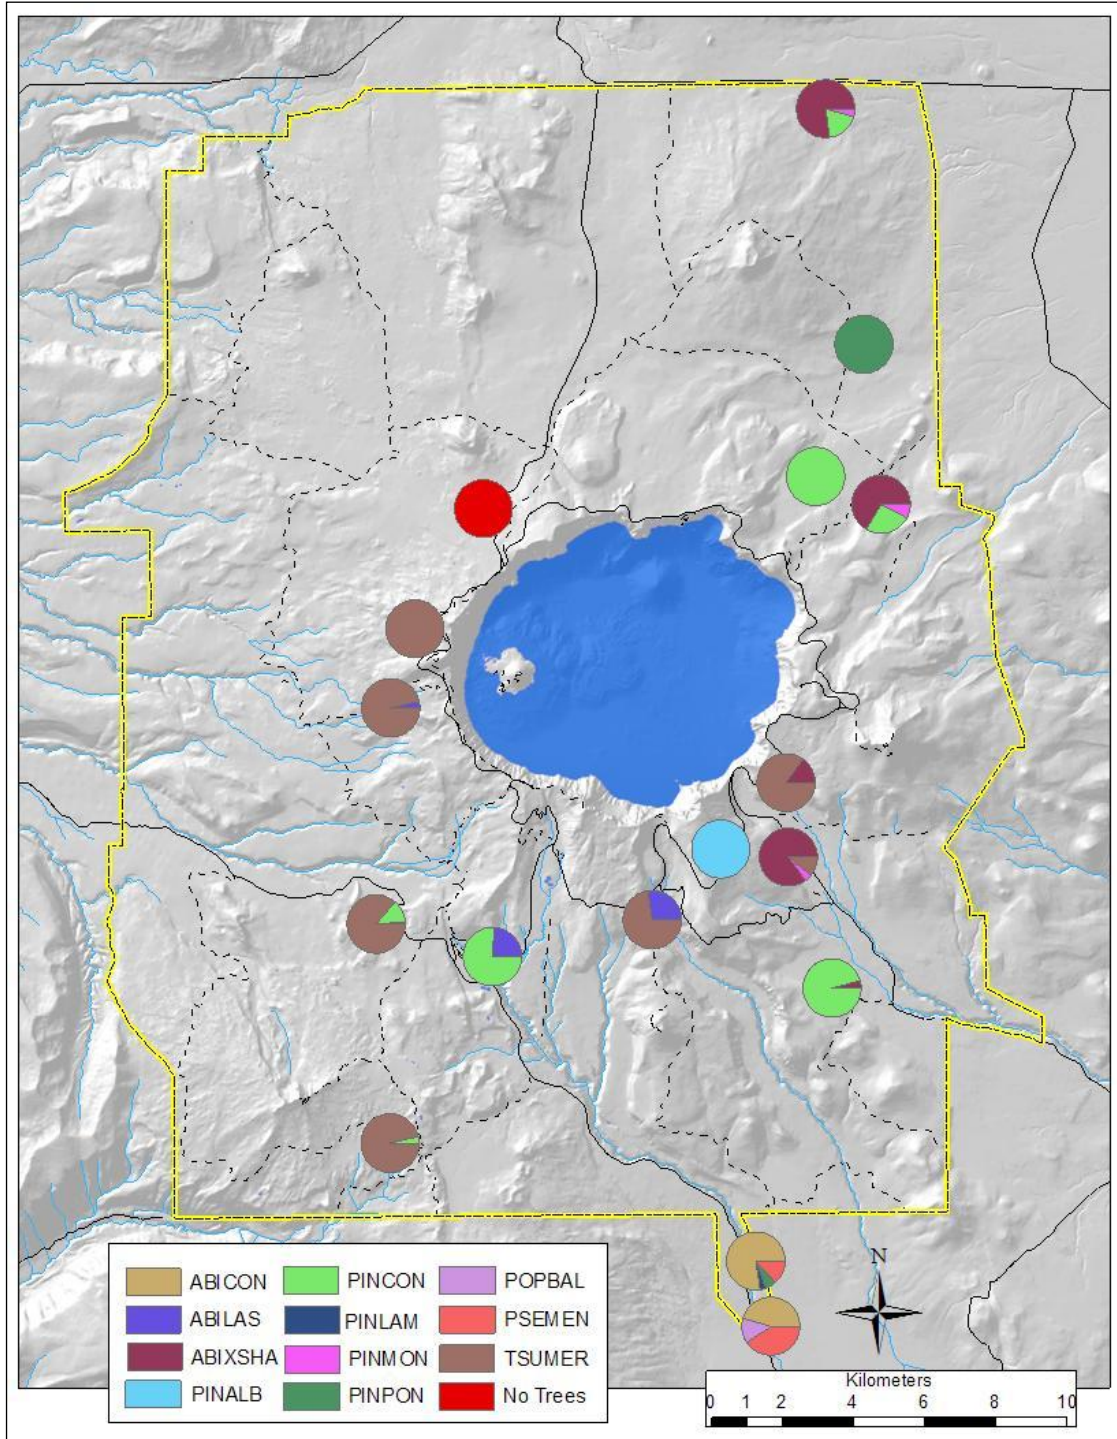 N
ABICON PINCON POPBAL
ABILAS PINLAM PSEMEN
ABIXSHA PINMON TSUMER
PINALB PINPON No Trees
Kilometers
0 1 2 4 6 8 10